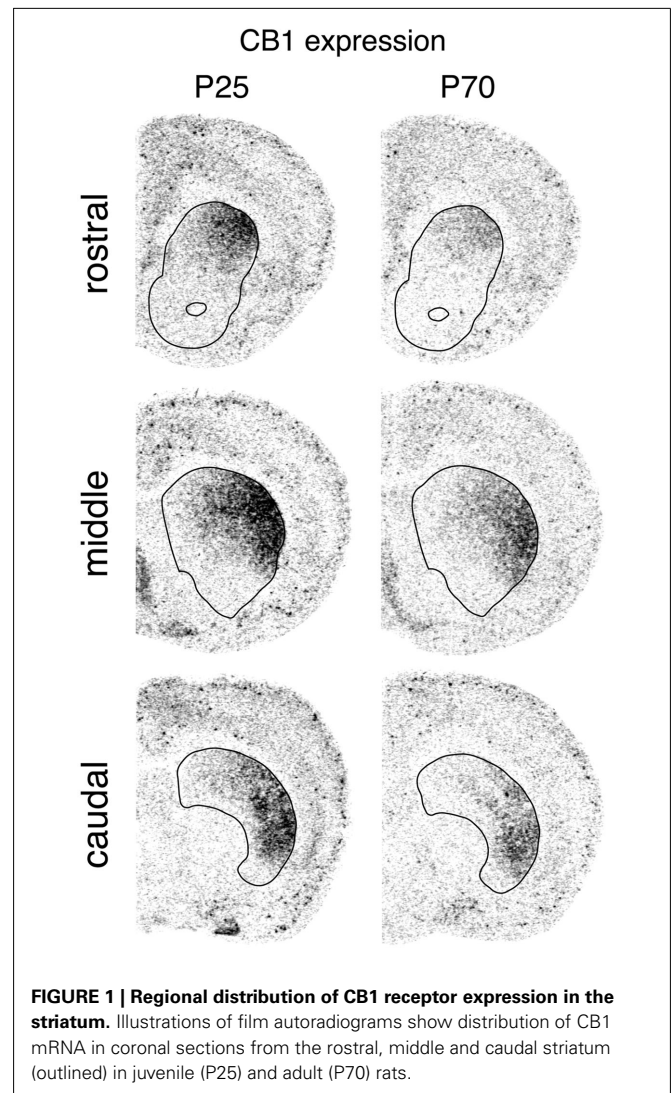 CB1 expression
P25 P70
rostral
middle
caudal
FIGURE 1 | Regional distribution of CB1 receptor expression in the
striatum. Illustrations of film autoradiograms show distribution of CB1
mRNA in coronal sections from the rostral, middle and caudal striatum
(outlined) in juvenile (P25) and adult (P70) rats.